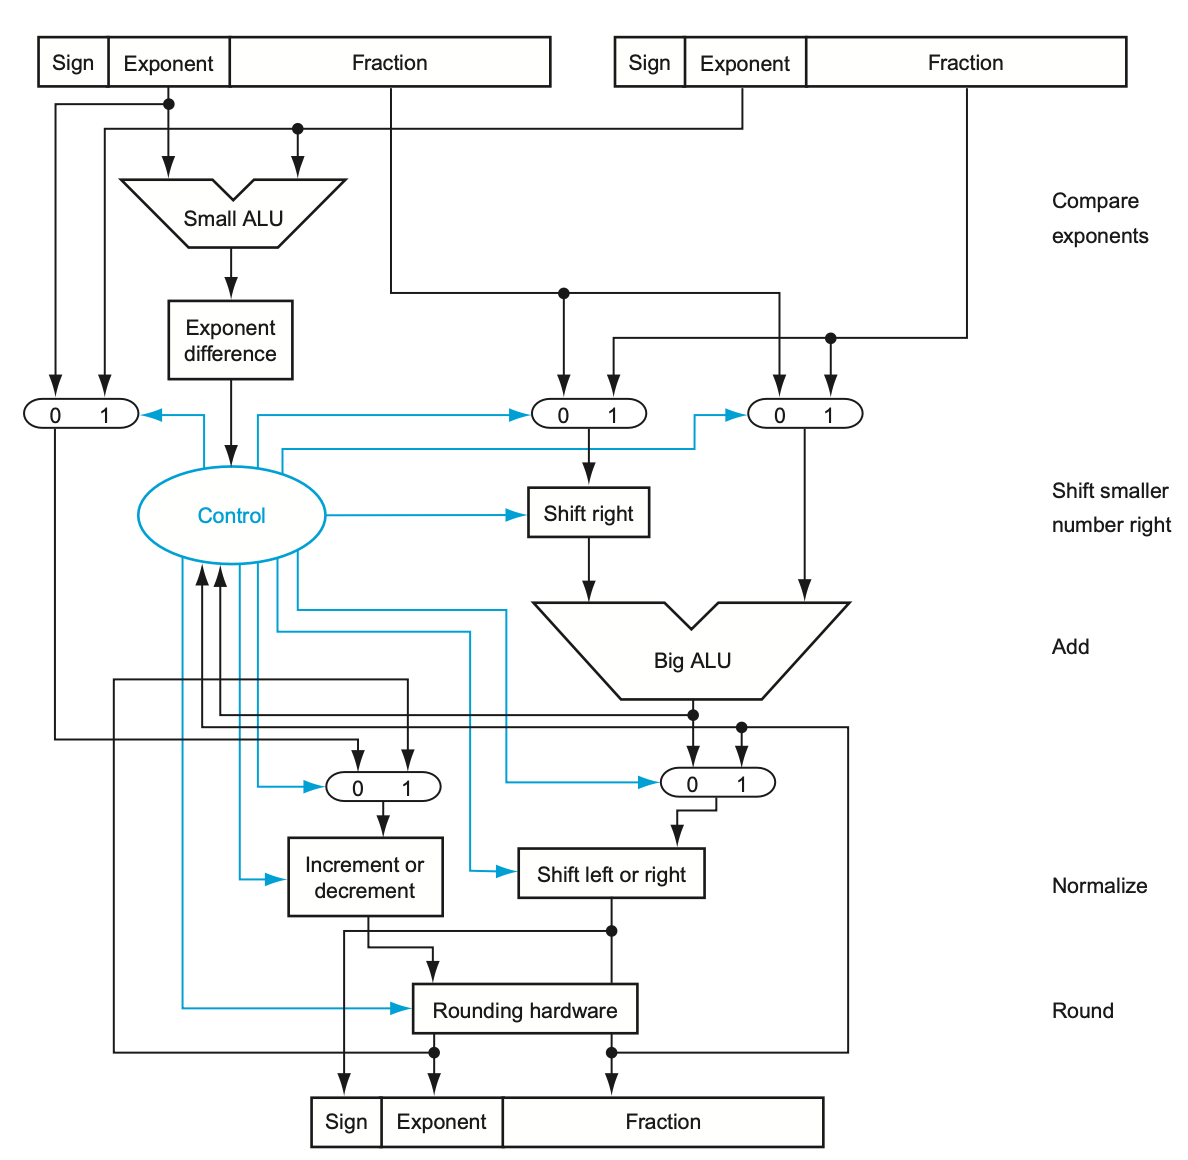 Sign Exponent Fraction
Sign Exponent Fraction
Compare
exponents
Small ALU
Exponent
difference
0 1
0 1
0 1
Control
Shift right
Shift smaller
number right
Big ALU
Add
0 1
0 1
Increment or
decrement
Shift left or right
Normalize
Rounding hardware
Round
Sign Exponent Fraction